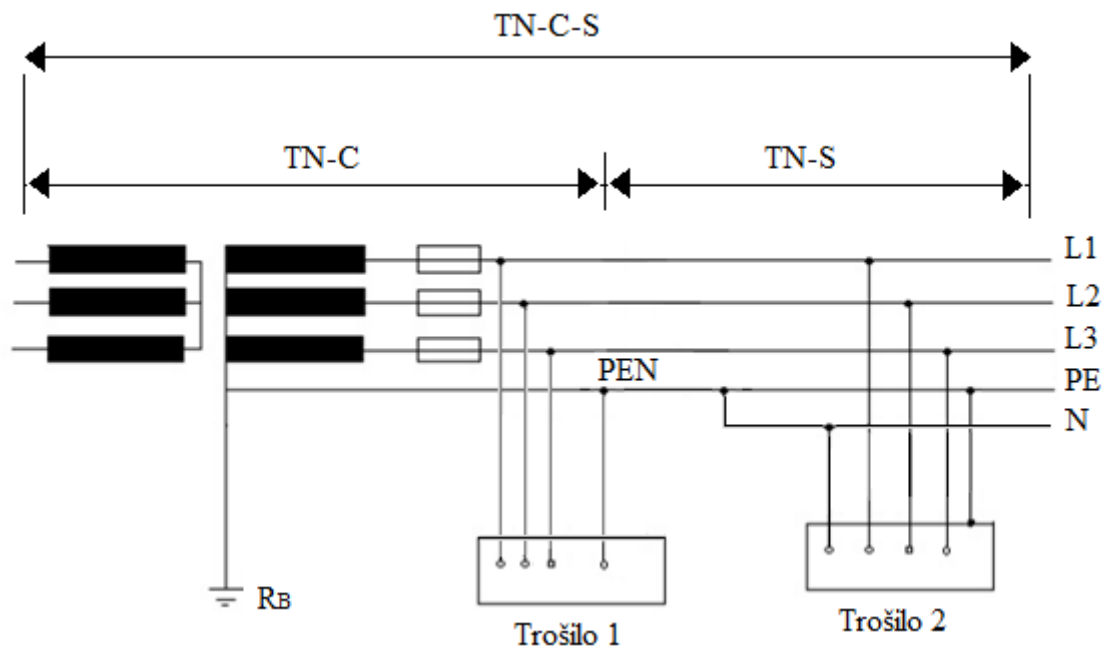 TN-C-S
TN-C
TN-S
L1
L2
L3
PEN
PE
N
RB
Trošilo 1
Trošilo 2